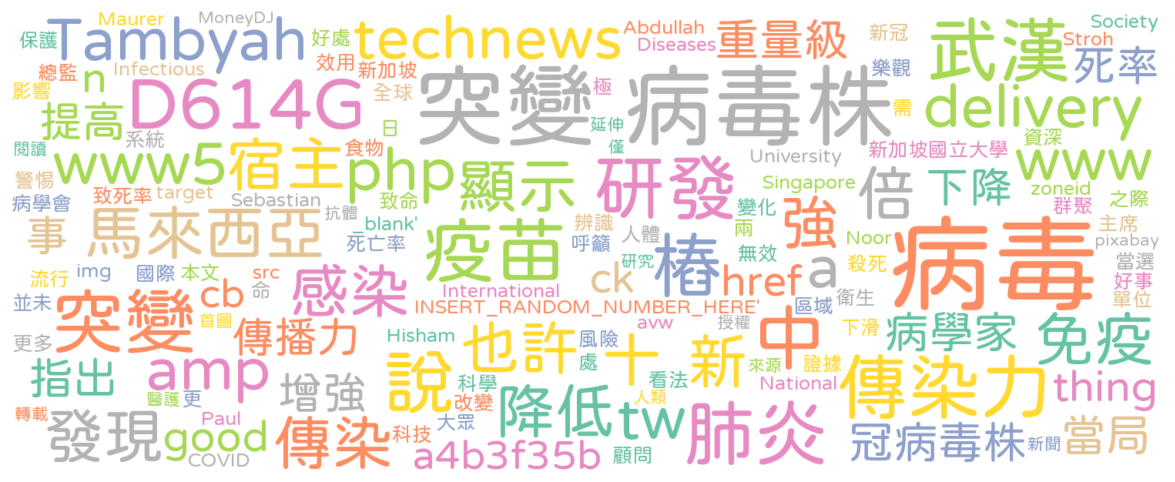 Maurer MoneyDJ Abdullah Society
保護 Tambyah 好處 technews Diseases 重量級 新冠 武漢 Stroh
總監 Infectious 效用 新加坡 突變 病毒株 極 樂觀 死率
影響 n D614G 全球 需 delivery
提高 系統 日 延伸 僅 資深
閱讀 www5 宿主 php 食物 顯示 研發 University 倍 新加坡國立大學 www
警惕 致死率 target 致命 Singapore 下降 zoneid 之際
病學會 Sebastian 抗體 _blank' 疫苗 辨識 變化 強 群聚 主席
事 馬來西亞 死亡率 呼籲 人體 樁 兩 無效 Noor 病毒 pixabay
流行 img 國際 本文 感染 研究 ck href a 殺死 當選 好事
並未 突變 cb src 命 International INSERT_RANDOM_NUMBER_HERE' 區域 衛生 單位
首圖 傳播力 Hisham 也許 十 avw 新 授權 中 下滑 病學家 免疫
更多 風險
指出 amp 增強 說 處 看法 來源 證據 傳染力 thing
醫護 更 科學 降低 tw 人類 National
轉載 發現 good Paul 傳染 改變 大眾 肺炎 冠病毒株 當局
COVID 科技 a4b3f35b 顧問 新聞